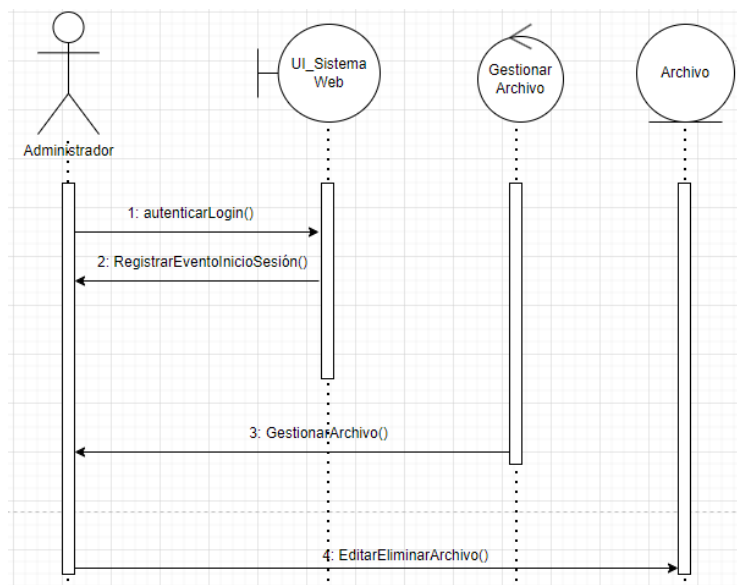 UI_Sistema
Web
Gestionar
Archivo
Archivo
Administrador
1: autenticarLogin()
2: RegistrarEventoInicioSesión()
3: GestionarArchivo()
4: EditarEliminarArchivo()